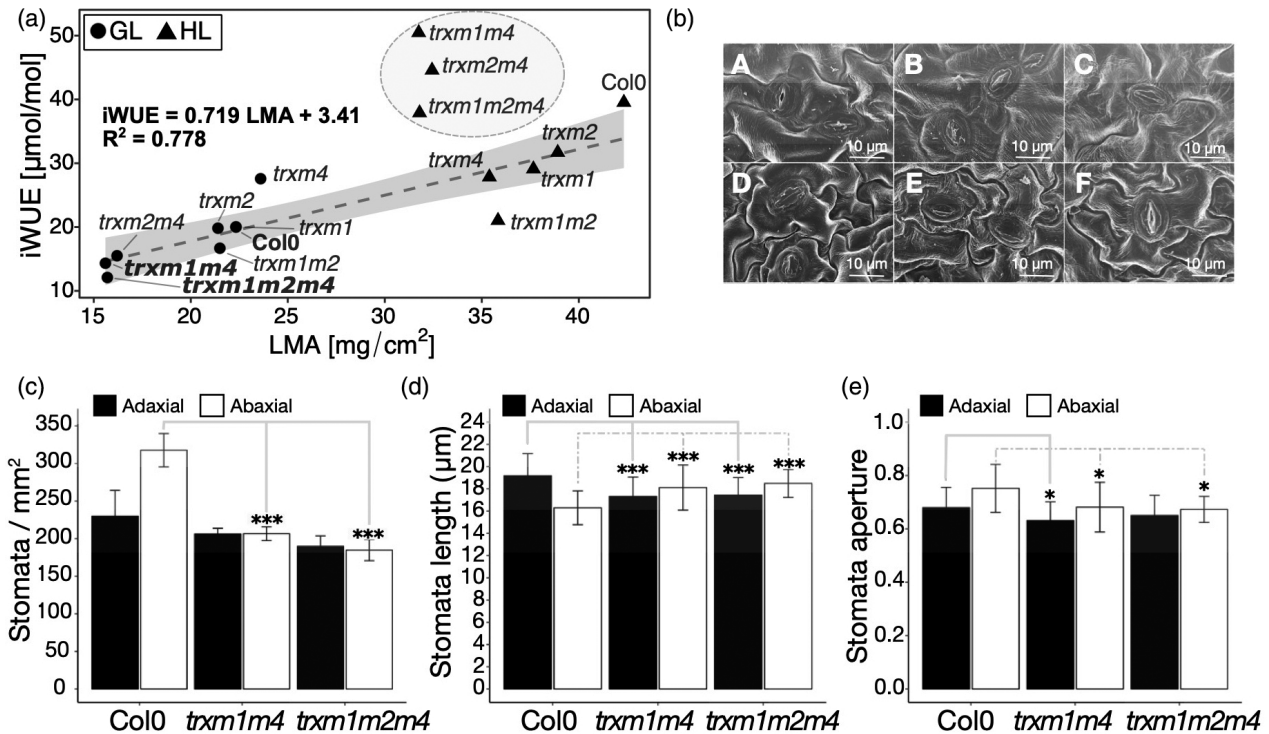 (a)
GL HL
iWUE [µmol/mol]
50
40
30
20
10
iWUE = 0.719 LMA + 3.41
R² = 0.778
trxm1m4
trxm2m4
trxm1m2m4
Col0
trxm2
trxm4
trxm1
trxm1m2
trxm4
trxm2
trxm2m4
trxm1
Col0
trxm1m2
trxm1m4
trxm1m2m4
15 20 25 30 35 40
LMA [mg/cm²]
(b)
A B C
10 µm 10 µm 10 µm
D E F
10 µm 10 µm 10 µm
(c)
Adaxial Abaxial
Stomata / mm²
350
300
250
200
150
100
50
0
*** ***
Col0 trxm1m4 trxm1m2m4
(d)
Adaxial Abaxial
Stomata length (µm)
24
22
20
18
16
14
12
10
8
6
4
2
0
*** *** *** ***
Col0 trxm1m4 trxm1m2m4
(e)
Adaxial Abaxial
Stomata aperture
1.0
0.8
0.6
0.4
0.2
0.0
* * *
Col0 trxm1m4 trxm1m2m4